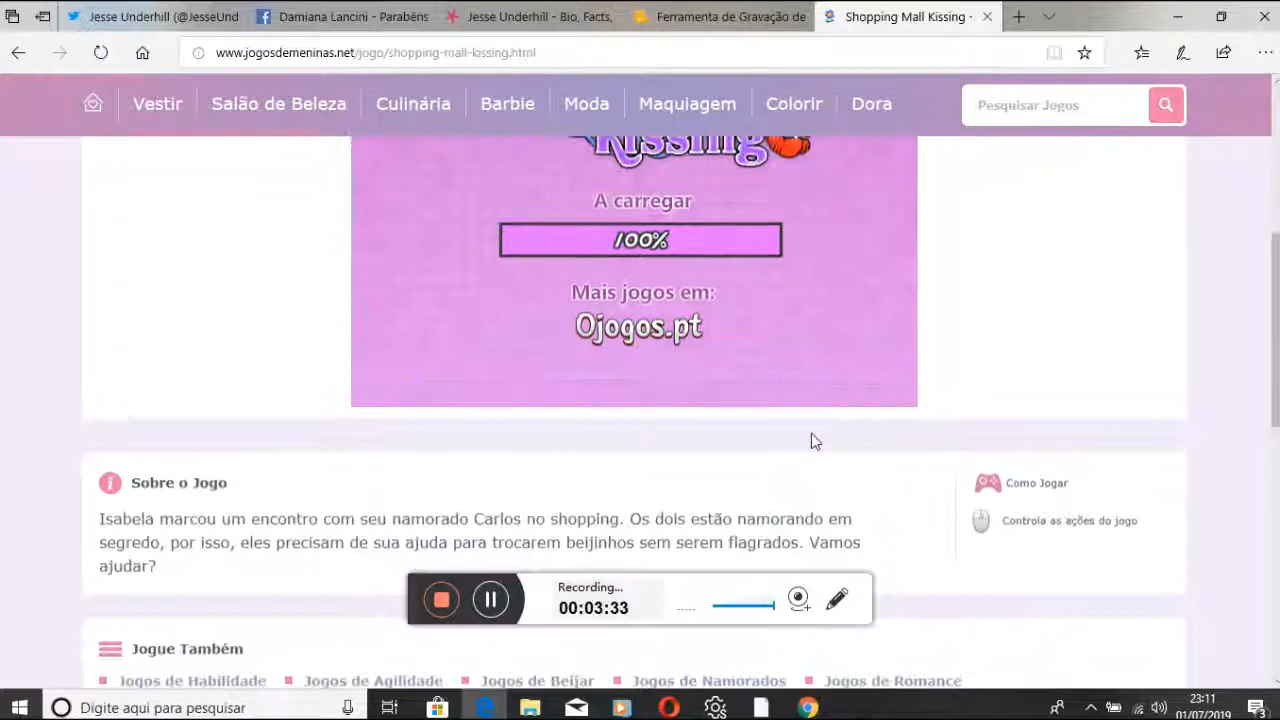 Jesse Underhill (@JesseUnd
Damiana Lancini - Parabéns
Jesse Underhill - Bio, Facts,
Ferramenta de Gravação de
Shopping Mall Kissing -
www.jogosdemeninas.net/jogo/shopping-mall-kissing.html
Vestir
Salão de Beleza
Culinária
Barbie
Moda
Maquiagem
Colorir
Dora
Pesquisar Jogos
Kissing
A carregar
100%
Mais jogos em:
Ojogos.pt
Sobre o Jogo
Isabela marcou um encontro com seu namorado Carlos no shopping. Os dois estão namorando em
segredo, por isso, eles precisam de sua ajuda para trocarem beijinhos sem serem flagrados. Vamos
ajudar?
Como Jogar
Controla as ações do jogo
Recording...
00:03:33
Jogue Também
Jogos de Habilidade
Jogos de Agilidade
Jogos de Beijar
Jogos de Namorados
Jogos de Romance
Digite aqui para pesquisar
23:11
01/07/2019